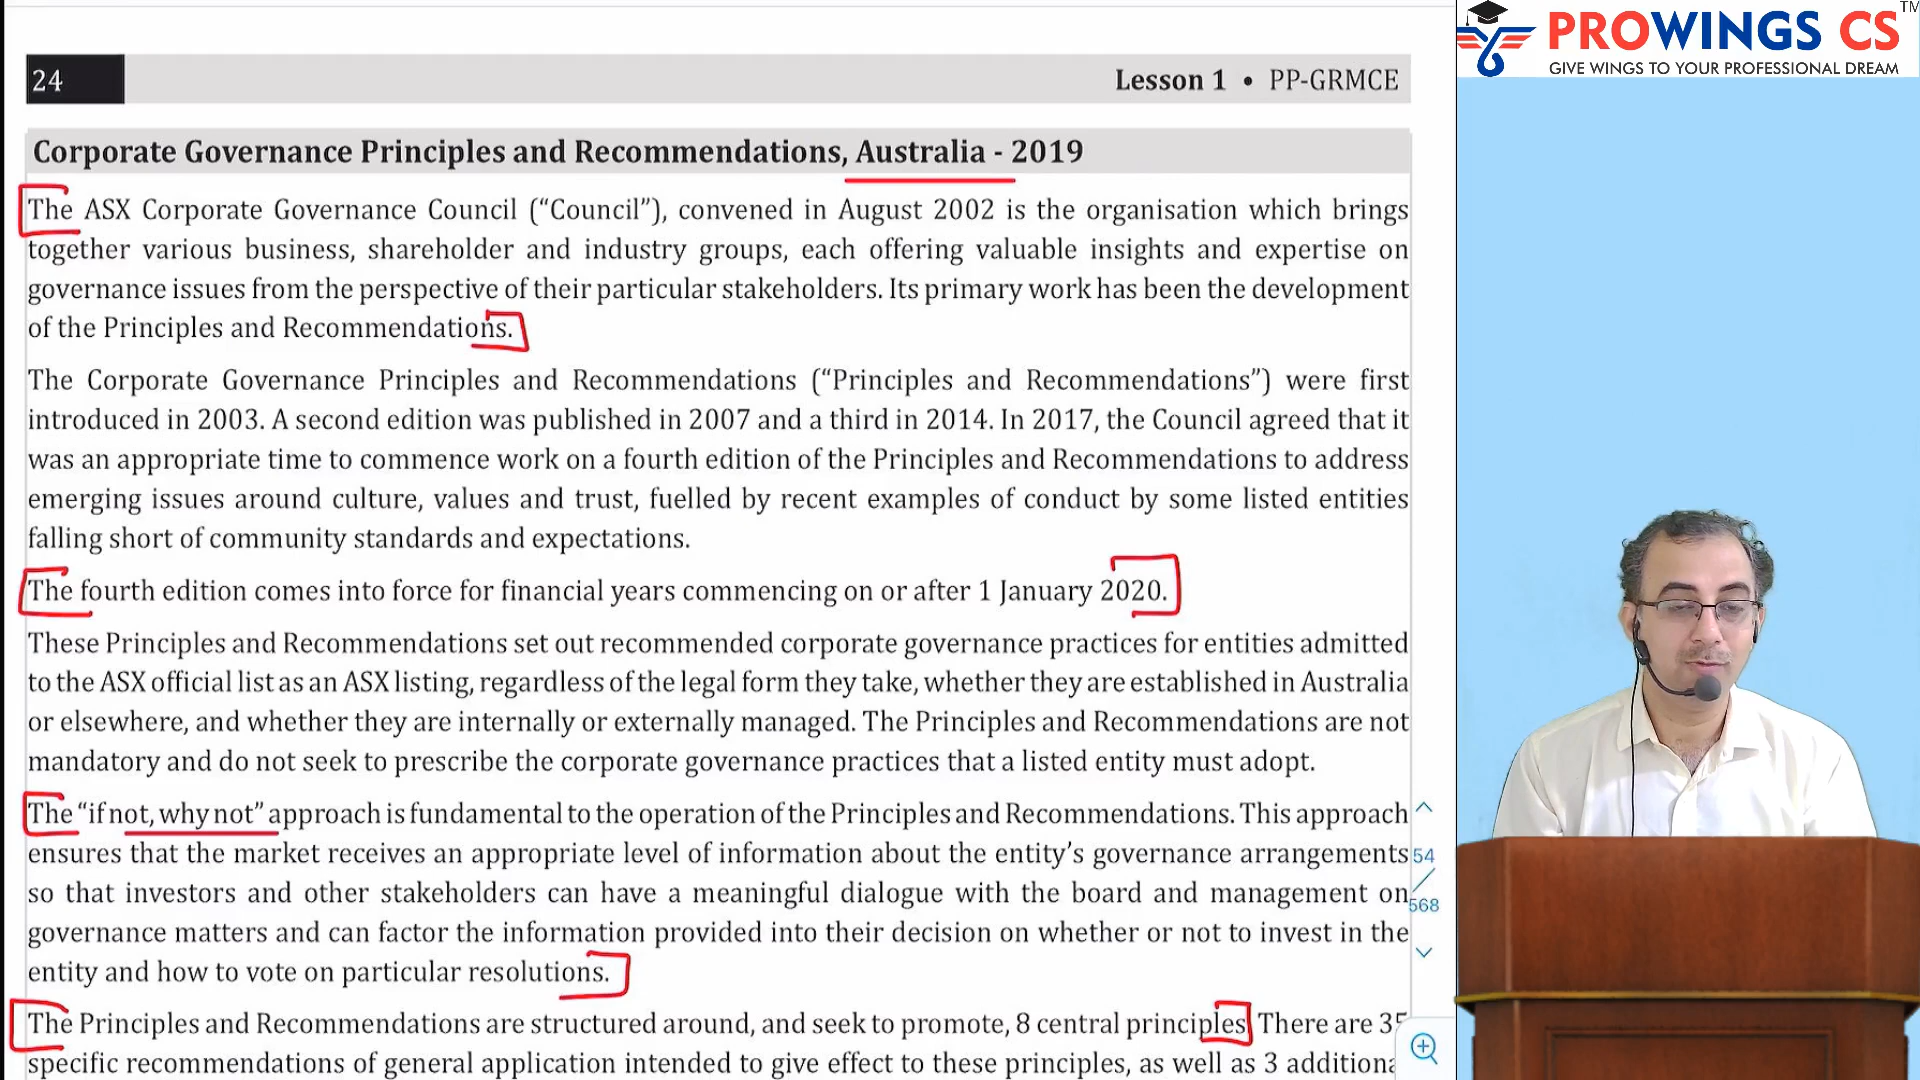 24
Lesson 1 • PP-GRMCE
Corporate Governance Principles and Recommendations, Australia - 2019
The ASX Corporate Governance Council (“Council”), convened in August 2002 is the organisation which brings
together various business, shareholder and industry groups, each offering valuable insights and expertise on
governance issues from the perspective of their particular stakeholders. Its primary work has been the development
of the Principles and Recommendations.
The Corporate Governance Principles and Recommendations (“Principles and Recommendations”) were first
introduced in 2003. A second edition was published in 2007 and a third in 2014. In 2017, the Council agreed that it
was an appropriate time to commence work on a fourth edition of the Principles and Recommendations to address
emerging issues around culture, values and trust, fuelled by recent examples of conduct by some listed entities
falling short of community standards and expectations.
The fourth edition comes into force for financial years commencing on or after 1 January 2020.
These Principles and Recommendations set out recommended corporate governance practices for entities admitted
to the ASX official list as an ASX listing, regardless of the legal form they take, whether they are established in Australia
or elsewhere, and whether they are internally or externally managed. The Principles and Recommendations are not
mandatory and do not seek to prescribe the corporate governance practices that a listed entity must adopt.
The “if not, why not” approach is fundamental to the operation of the Principles and Recommendations. This approach
ensures that the market receives an appropriate level of information about the entity’s governance arrangements
so that investors and other stakeholders can have a meaningful dialogue with the board and management on
governance matters and can factor the information provided into their decision on whether or not to invest in the
entity and how to vote on particular resolutions.
The Principles and Recommendations are structured around, and seek to promote, 8 central principles. There are 35
specific recommendations of general application intended to give effect to these principles, as well as 3 additional
54
568
PROWINGS CS TM
GIVE WINGS TO YOUR PROFESSIONAL DREAM